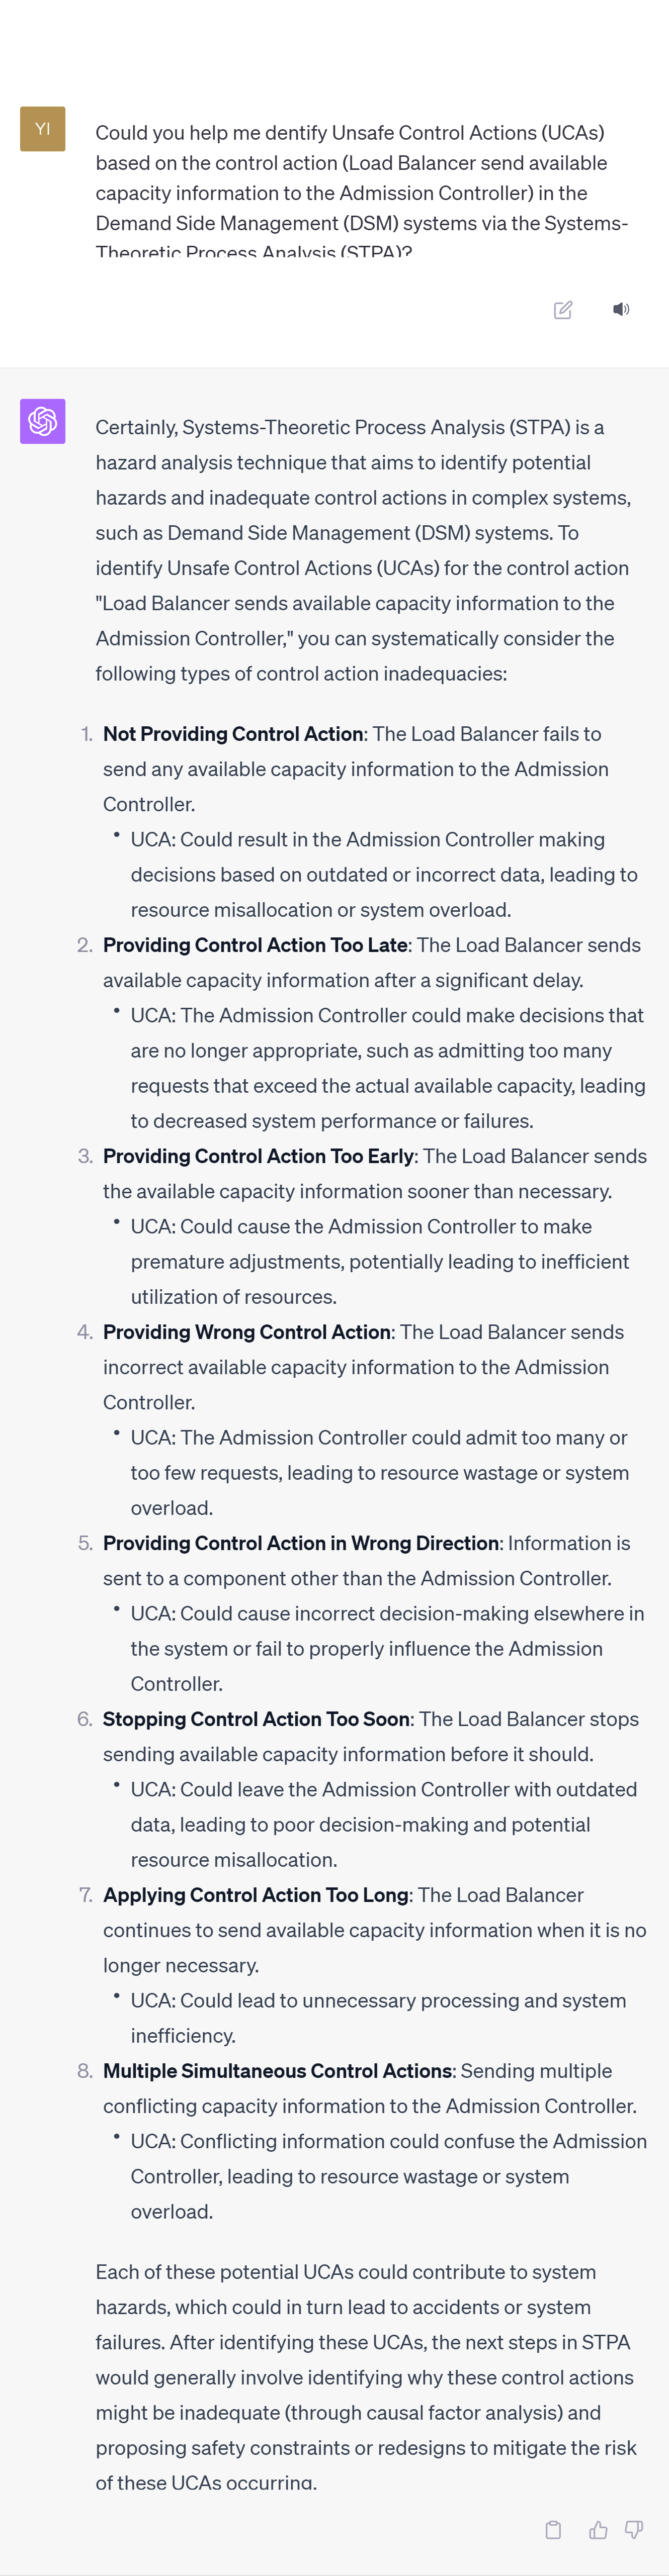 YI
Could you help me dentify Unsafe Control Actions (UCAs)
based on the control action (Load Balancer send available
capacity information to the Admission Controller) in the
Demand Side Management (DSM) systems via the Systems-
Theoretic Process Analysis (STPA)?
Certainly, Systems-Theoretic Process Analysis (STPA) is a
hazard analysis technique that aims to identify potential
hazards and inadequate control actions in complex systems,
such as Demand Side Management (DSM) systems. To
identify Unsafe Control Actions (UCAs) for the control action
"Load Balancer sends available capacity information to the
Admission Controller," you can systematically consider the
following types of control action inadequacies:
1. Not Providing Control Action: The Load Balancer fails to
send any available capacity information to the Admission
Controller.
• UCA: Could result in the Admission Controller making
decisions based on outdated or incorrect data, leading to
resource misallocation or system overload.
2. Providing Control Action Too Late: The Load Balancer sends
available capacity information after a significant delay.
• UCA: The Admission Controller could make decisions that
are no longer appropriate, such as admitting too many
requests that exceed the actual available capacity, leading
to decreased system performance or failures.
3. Providing Control Action Too Early: The Load Balancer sends
the available capacity information sooner than necessary.
• UCA: Could cause the Admission Controller to make
premature adjustments, potentially leading to inefficient
utilization of resources.
4. Providing Wrong Control Action: The Load Balancer sends
incorrect available capacity information to the Admission
Controller.
• UCA: The Admission Controller could admit too many or
too few requests, leading to resource wastage or system
overload.
5. Providing Control Action in Wrong Direction: Information is
sent to a component other than the Admission Controller.
• UCA: Could cause incorrect decision-making elsewhere in
the system or fail to properly influence the Admission
Controller.
6. Stopping Control Action Too Soon: The Load Balancer stops
sending available capacity information before it should.
• UCA: Could leave the Admission Controller with outdated
data, leading to poor decision-making and potential
resource misallocation.
7. Applying Control Action Too Long: The Load Balancer
continues to send available capacity information when it is no
longer necessary.
• UCA: Could lead to unnecessary processing and system
inefficiency.
8. Multiple Simultaneous Control Actions: Sending multiple
conflicting capacity information to the Admission Controller.
• UCA: Conflicting information could confuse the Admission
Controller, leading to resource wastage or system
overload.
Each of these potential UCAs could contribute to system
hazards, which could in turn lead to accidents or system
failures. After identifying these UCAs, the next steps in STPA
would generally involve identifying why these control actions
might be inadequate (through causal factor analysis) and
proposing safety constraints or redesigns to mitigate the risk
of these UCAs occurring.